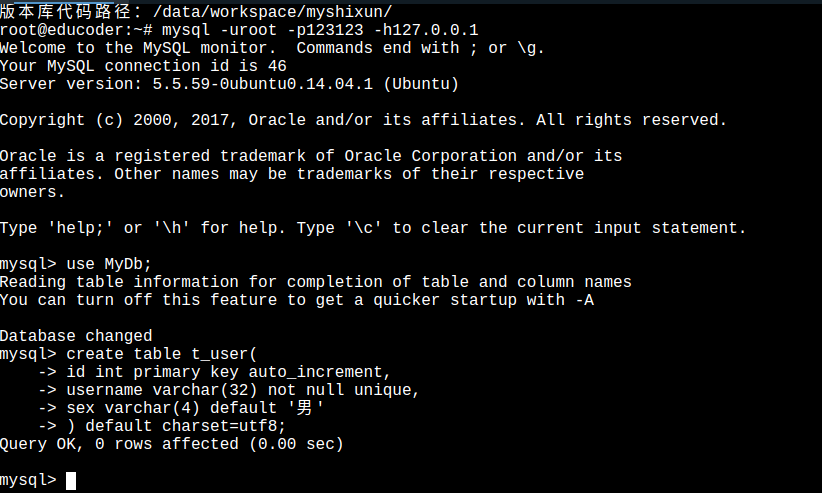 版本库代码路径：/data/workspace/myshixun/
root@educoder:~# mysql -uroot -p123123 -h127.0.0.1
Welcome to the MySQL monitor.  Commands end with ; or \g.
Your MySQL connection id is 46
Server version: 5.5.59-0ubuntu0.14.04.1 (Ubuntu)
Copyright (c) 2000, 2017, Oracle and/or its affiliates. All rights reserved.
Oracle is a registered trademark of Oracle Corporation and/or its
affiliates. Other names may be trademarks of their respective
owners.
Type 'help;' or '\h' for help. Type '\c' to clear the current input statement.
mysql> use MyDb;
Reading table information for completion of table and column names
You can turn off this feature to get a quicker startup with -A
Database changed
mysql> create table t_user(
    -> id int primary key auto_increment,
    -> username varchar(32) not null unique,
    -> sex varchar(4) default '男'
    -> ) default charset=utf8;
Query OK, 0 rows affected (0.00 sec)
mysql>